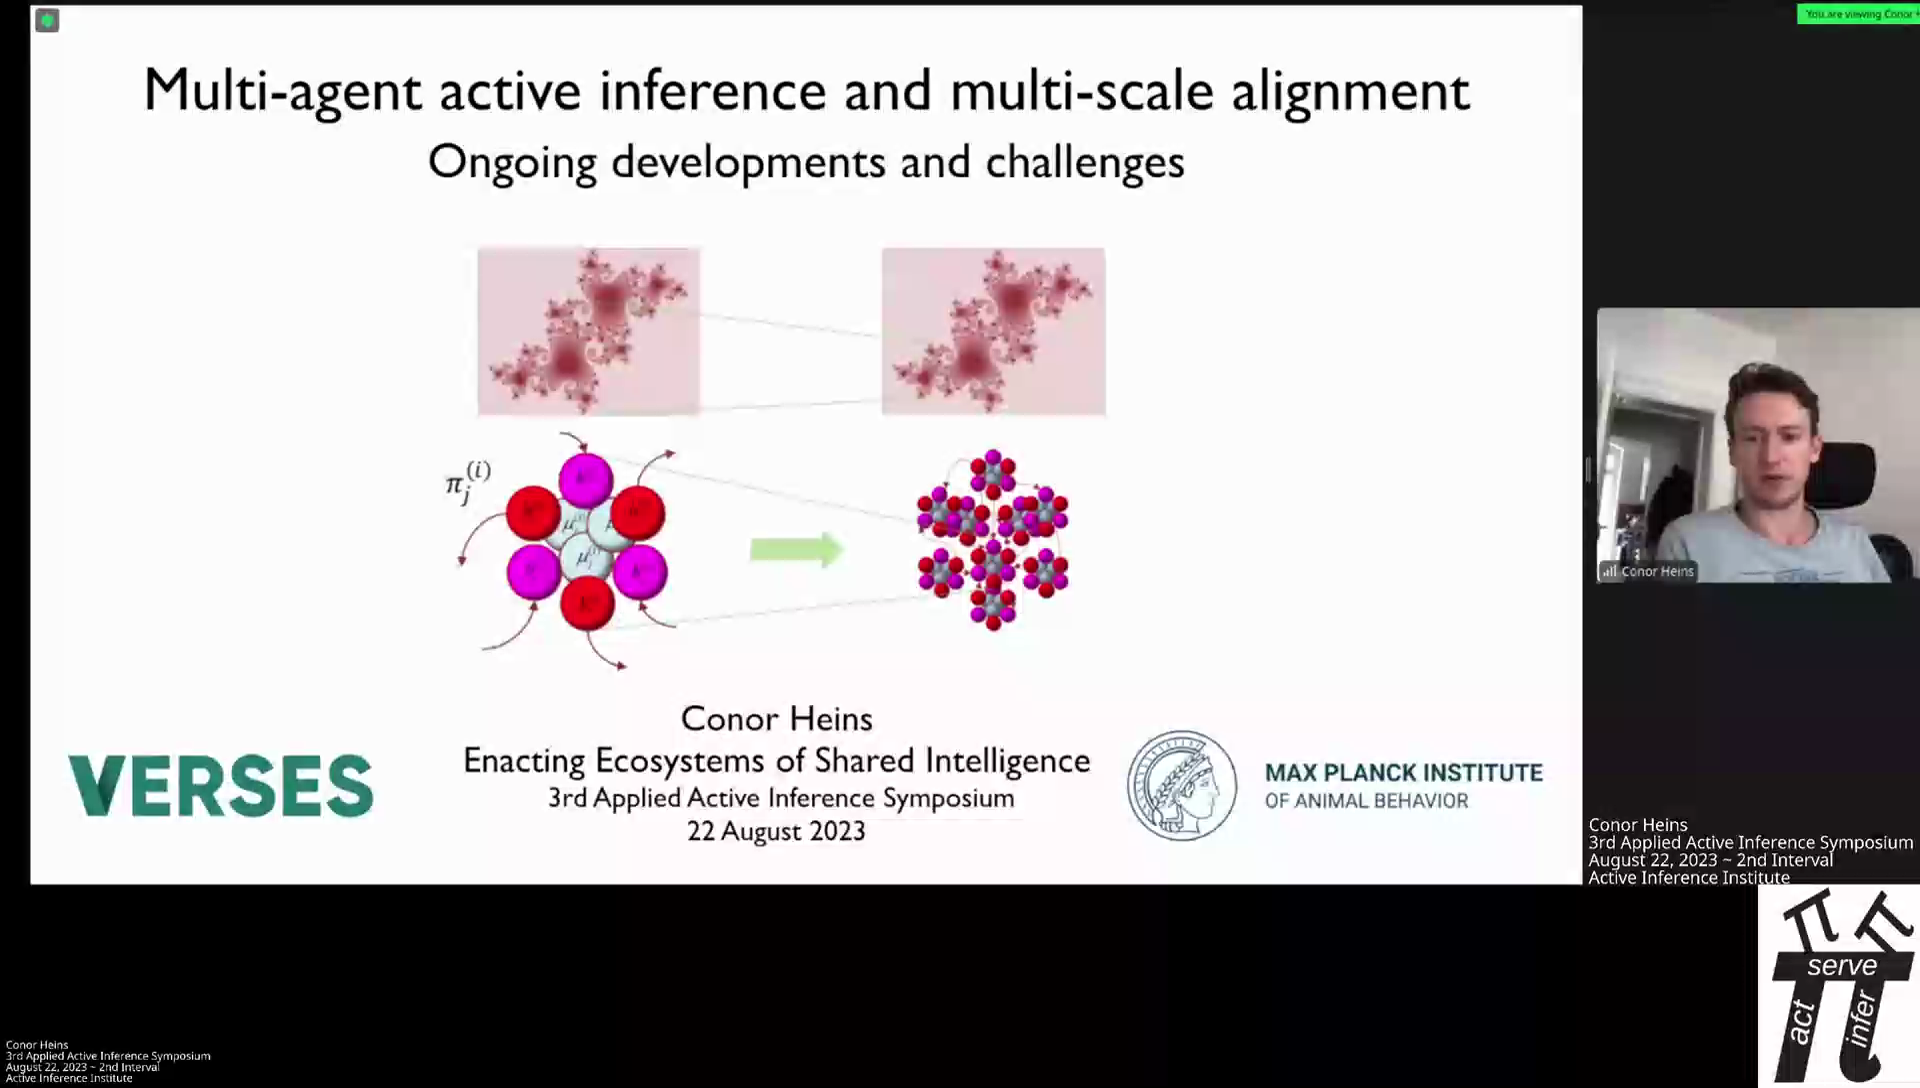 You are viewing Conor
Multi-agent active inference and multi-scale alignment
Ongoing developments and challenges
π_j^(i)
Conor Heins
Conor Heins
Enacting Ecosystems of Shared Intelligence
3rd Applied Active Inference Symposium
22 August 2023
VERSES
MAX PLANCK INSTITUTE
OF ANIMAL BEHAVIOR
Conor Heins
3rd Applied Active Inference Symposium
August 22, 2023 ~ 2nd Interval
Active Inference Institute
serve
act
infer
Conor Heins
3rd Applied Active Inference Symposium
August 22, 2023 ~ 2nd Interval
Active Inference Institute